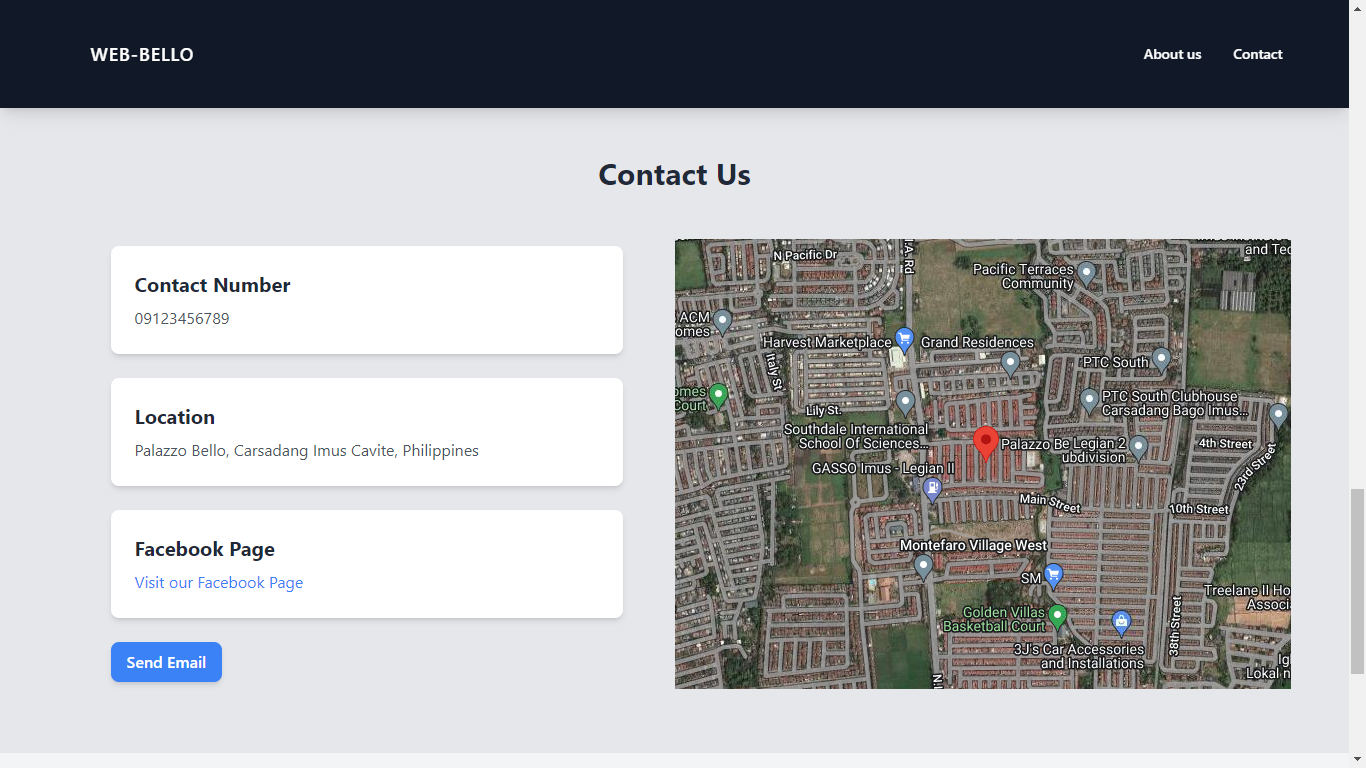 WEB-BELLO
About us
Contact
Contact Us
Contact Number
09123456789
Location
Palazzo Bello, Carsadang Imus Cavite, Philippines
Facebook Page
Visit our Facebook Page
Send Email
N Pacific Dr
Pacific Terraces
Community
and Tec
ACM
omes
Harvest Marketplace
Grand Residences
Italy St
PTC South
omes
Court
Lily St.
PTC South Clubhouse
Carsadang Bago Imus...
Southdale International
School Of Sciences...
Palazzo Be
Legian 2
ubdivision
4th Street
23rd Street
GASSO Imus - Legian II
Main Street
10th Street
Montefaro Village West
SM
Treelane II Ho
Associ
Golden Villas
Basketball Court
38th Street
3J's Car Accessories
and Installations
Lokal n